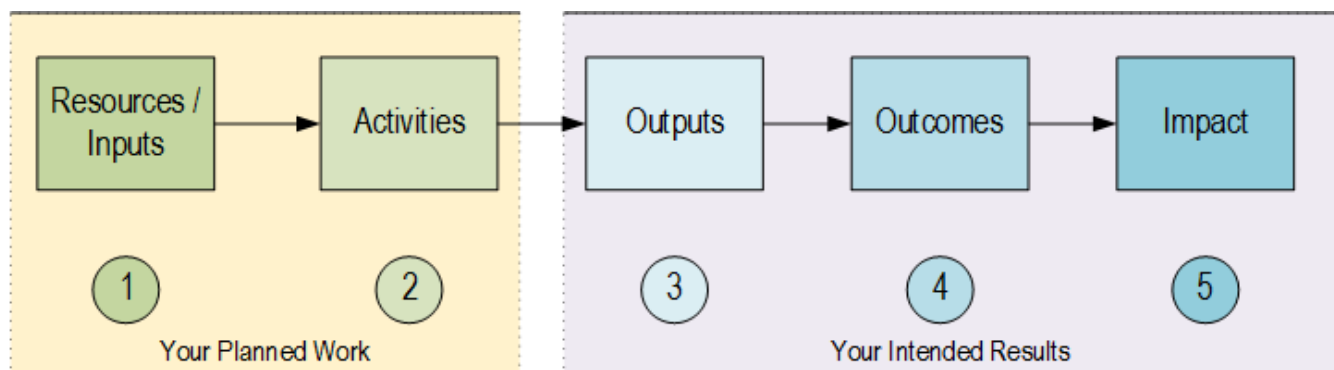 Resources /
Inputs
Activities
Outputs
Outcomes
Impact
1
2
3
4
5
Your Planned Work
Your Intended Results